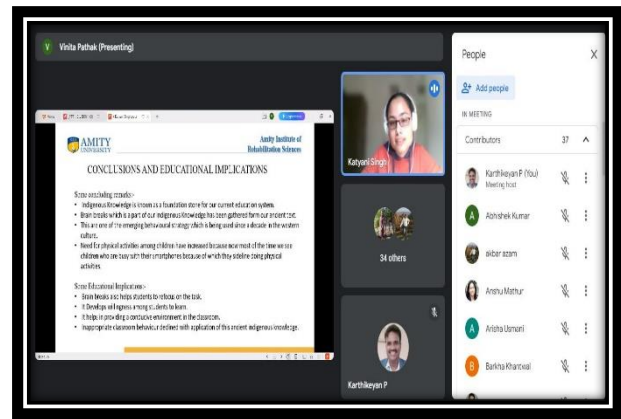 V Vinita Pathak (Presenting)
AMITY
UNIVERSITY
Amity Institute of
Rehabilitation Sciences
CONCLUSIONS AND EDUCATIONAL IMPLICATIONS
Some concluding remarks:-
• Indigenous Knowledge is known as a foundation stone for our current education system.
• Brain breaks which is a part of our indigenous knowledge has been gathered from our ancient text.
• This are one of the emerging behavioural strategy which is being used since a decade in the western
culture.
• Need for physical activities among children have increased because now most of the time we see
children who are busy with their smartphones because of which they sideline doing physical
activities.
Some Educational Implications:-
• Brain breaks also helps students to refocus on the task.
• It Develops willingness among students to learn.
• It helps in providing a conducive environment in the classroom.
• Inappropriate classroom behaviour declined with application of this ancient indigenous knowledge.
Katyani Singh
34 others
Karthikeyan P
People
Add people
IN MEETING
Contributors 37
Karthikeyan P (You)
Meeting host
A Abhishek Kumar
akbar azam
Anshu Mathur
A Arisha Usmani
B Barkha Khantwal